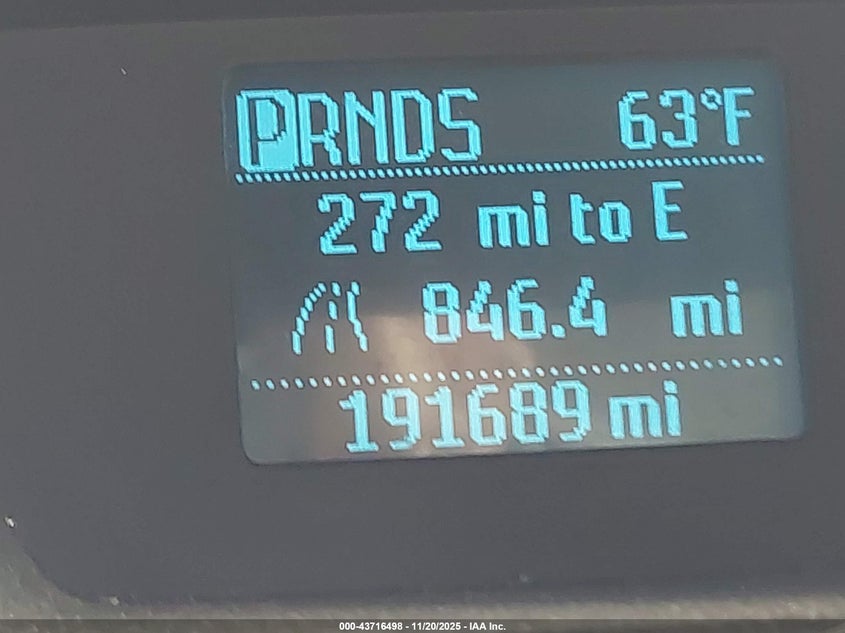 PRNDS 63°F
272 mi to E
846.4 mi
191689 mi
000-43716498 - 11/20/2025 - IAA Inc.